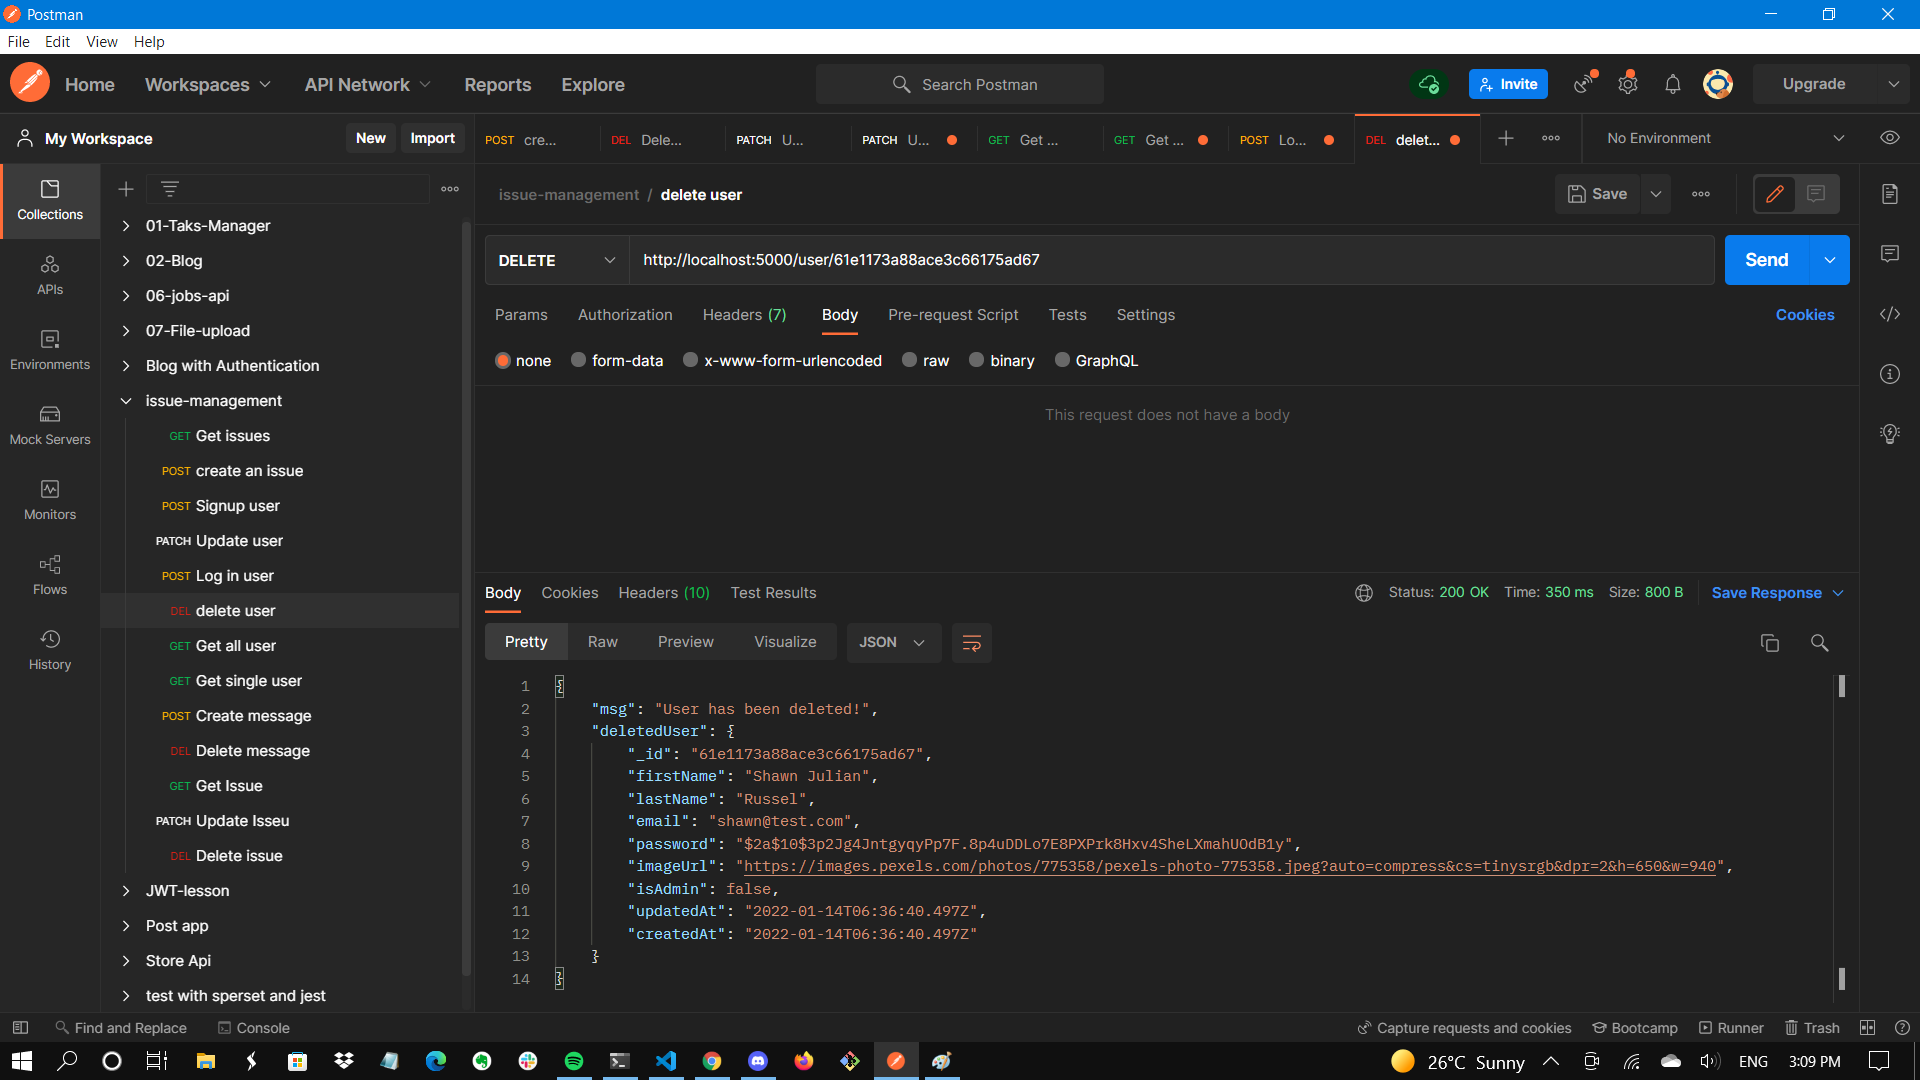 Postman
File Edit View Help
Home Workspaces API Network Reports Explore Search Postman Invite Upgrade
My Workspace New Import
POST cre... DEL Dele... PATCH U... PATCH U... GET Get ... GET Get ... POST Lo... DEL delet... No Environment
Collections
APIs
Environments
Mock Servers
Monitors
Flows
History
01-Taks-Manager
02-Blog
06-jobs-api
07-File-upload
Blog with Authentication
issue-management
GET Get issues
POST create an issue
POST Signup user
PATCH Update user
POST Log in user
DEL delete user
GET Get all user
GET Get single user
POST Create message
DEL Delete message
GET Get Issue
PATCH Update Isseu
DEL Delete issue
JWT-lesson
Post app
Store Api
test with sperset and jest
issue-management / delete user Save
DELETE http://localhost:5000/user/61e1173a88ace3c66175ad67 Send
Params Authorization Headers (7) Body Pre-request Script Tests Settings Cookies
none form-data x-www-form-urlencoded raw binary GraphQL
This request does not have a body
Body Cookies Headers (10) Test Results Status: 200 OK Time: 350 ms Size: 800 B Save Response
Pretty Raw Preview Visualize JSON
1 {
2 "msg": "User has been deleted!",
3 "deletedUser": {
4 "_id": "61e1173a88ace3c66175ad67",
5 "firstName": "Shawn Julian",
6 "lastName": "Russel",
7 "email": "shawn@test.com",
8 "password": "$2a$10$3p2Jg4JntgyqyPp7F.8p4uDDLo7E8PXPrk8Hxv4SheLXmahUOdB1y",
9 "imageUrl": "https://images.pexels.com/photos/775358/pexels-photo-775358.jpeg?auto=compress&cs=tinysrgb&dpr=2&h=650&w=940",
10 "isAdmin": false,
11 "updatedAt": "2022-01-14T06:36:40.497Z",
12 "createdAt": "2022-01-14T06:36:40.497Z"
13 }
14 }
Find and Replace Console Capture requests and cookies Bootcamp Runner Trash
26°C Sunny ENG 3:09 PM